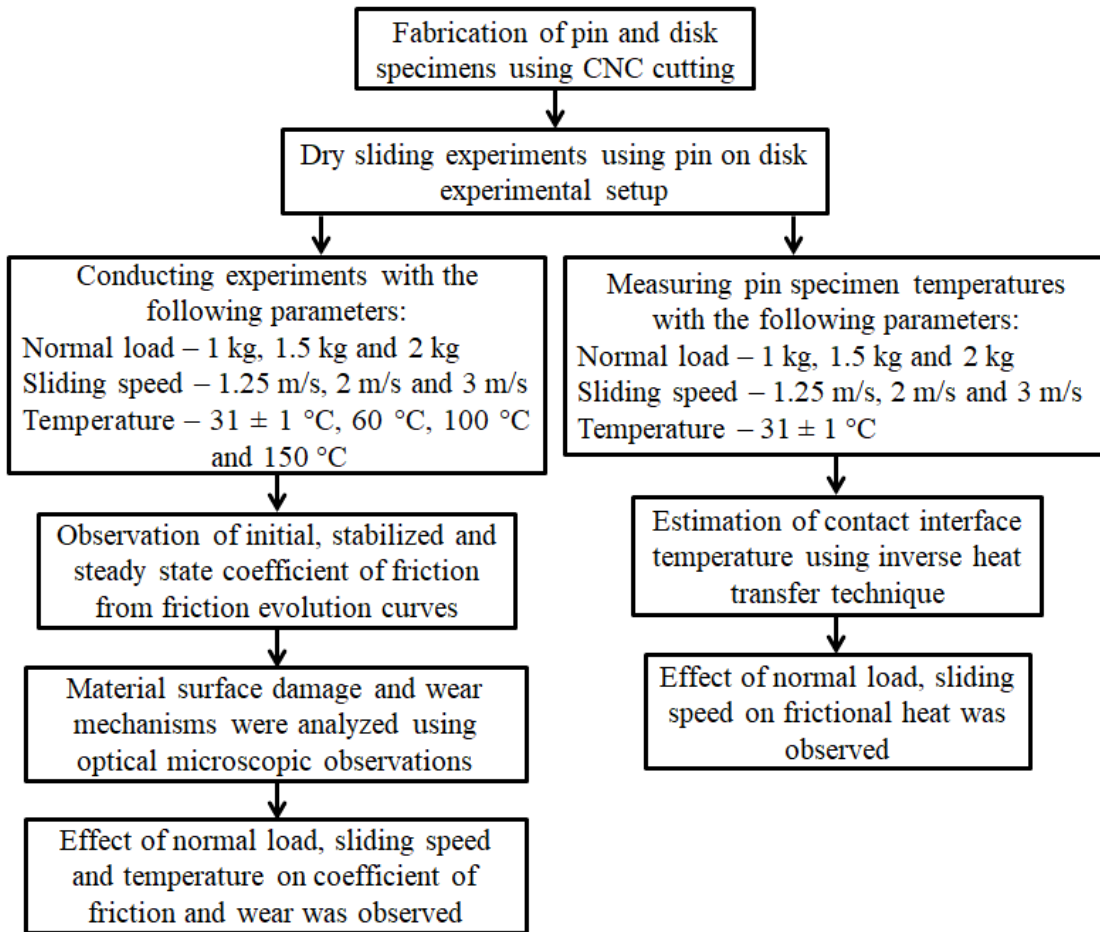 Fabrication of pin and disk
specimens using CNC cutting
Dry sliding experiments using pin on disk
experimental setup
Conducting experiments with the
following parameters:
Normal load – 1 kg, 1.5 kg and 2 kg
Sliding speed – 1.25 m/s, 2 m/s and 3 m/s
Temperature – 31 ± 1 °C, 60 °C, 100 °C
and 150 °C
Observation of initial, stabilized and
steady state coefficient of friction
from friction evolution curves
Material surface damage and wear
mechanisms were analyzed using
optical microscopic observations
Effect of normal load, sliding speed
and temperature on coefficient of
friction and wear was observed
Measuring pin specimen temperatures
with the following parameters:
Normal load – 1 kg, 1.5 kg and 2 kg
Sliding speed – 1.25 m/s, 2 m/s and 3 m/s
Temperature – 31 ± 1 °C
Estimation of contact interface
temperature using inverse heat
transfer technique
Effect of normal load, sliding
speed on frictional heat was
observed